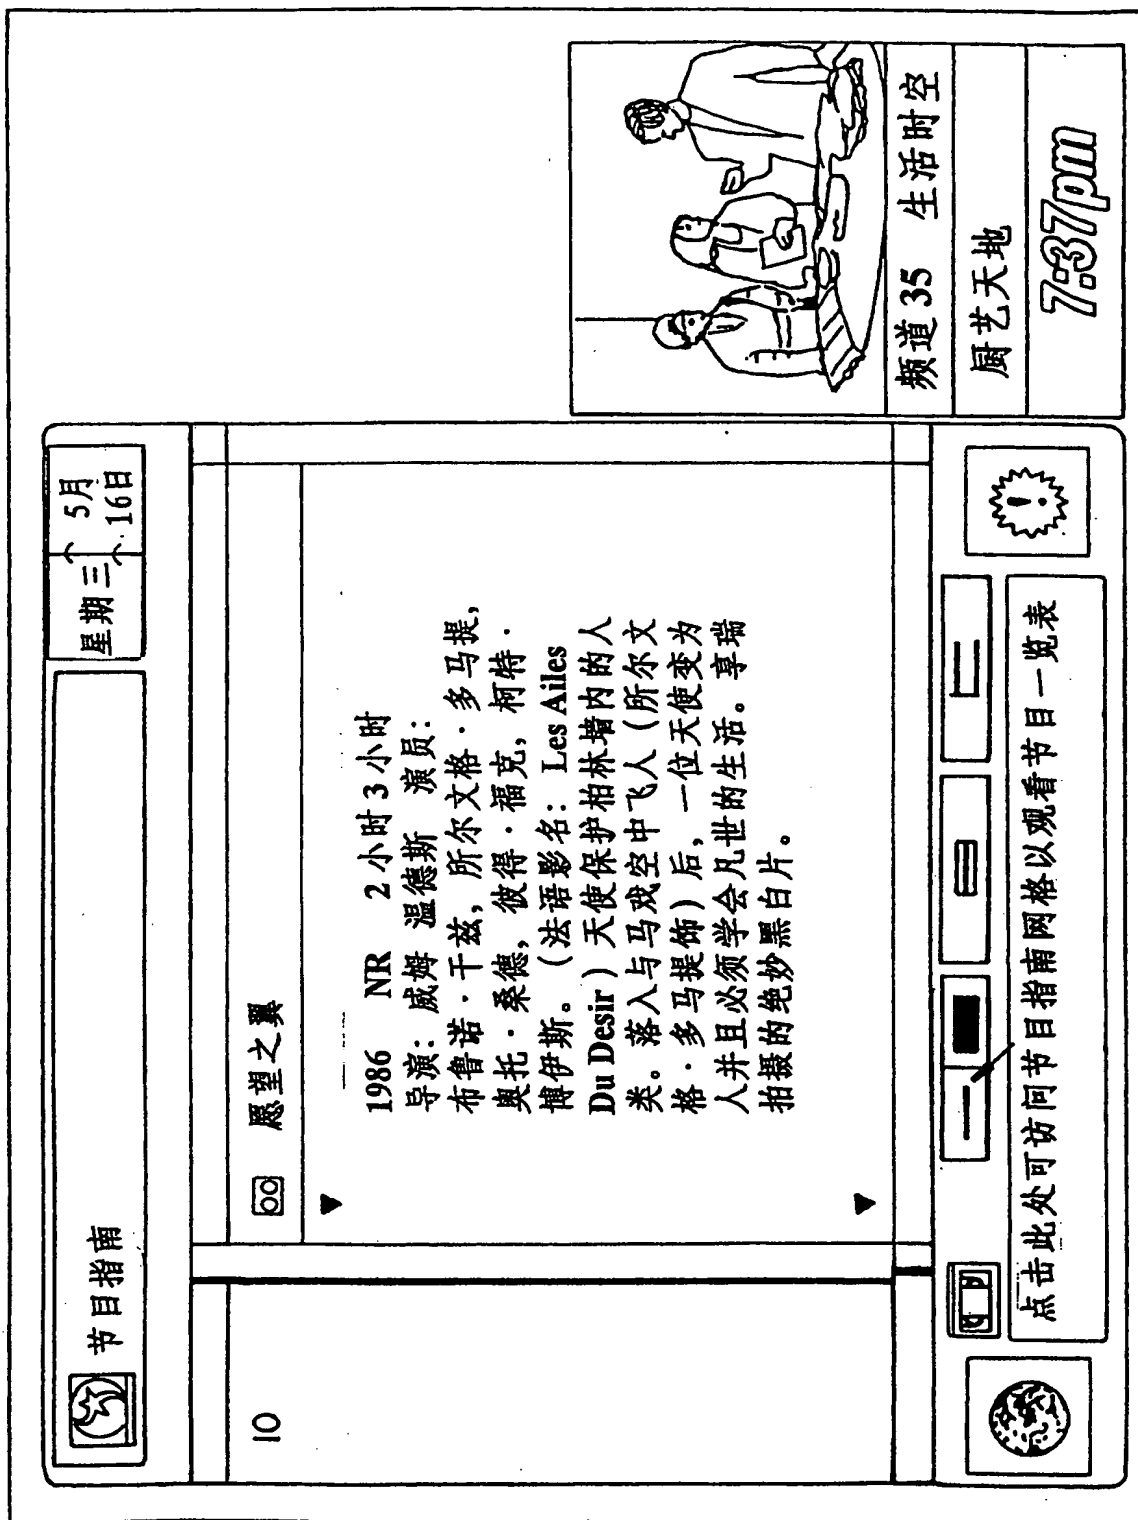 节目指南
星期三
5月
16日
10
愿望之翼
1986 NR 2 小时 3 小时
导演：威姆 温德斯 演员：
布鲁诺·干兹，所尔文格·多马提，
奥托·桑德，彼得·福克，柯特·
博伊斯。（法语影名：Les Ailes
Du Desir）天使保护柏林墙内的人
类。落入与马戏空中飞人（所尔文
格·多马提饰）后，一位天使变为
人并且必须学会凡世的生活。享瑞
拍摄的绝妙黑白片。
点击此处可访问节目指南网格以观看节目一览表
频道 35 生活时空
厨艺天地
7:37pm